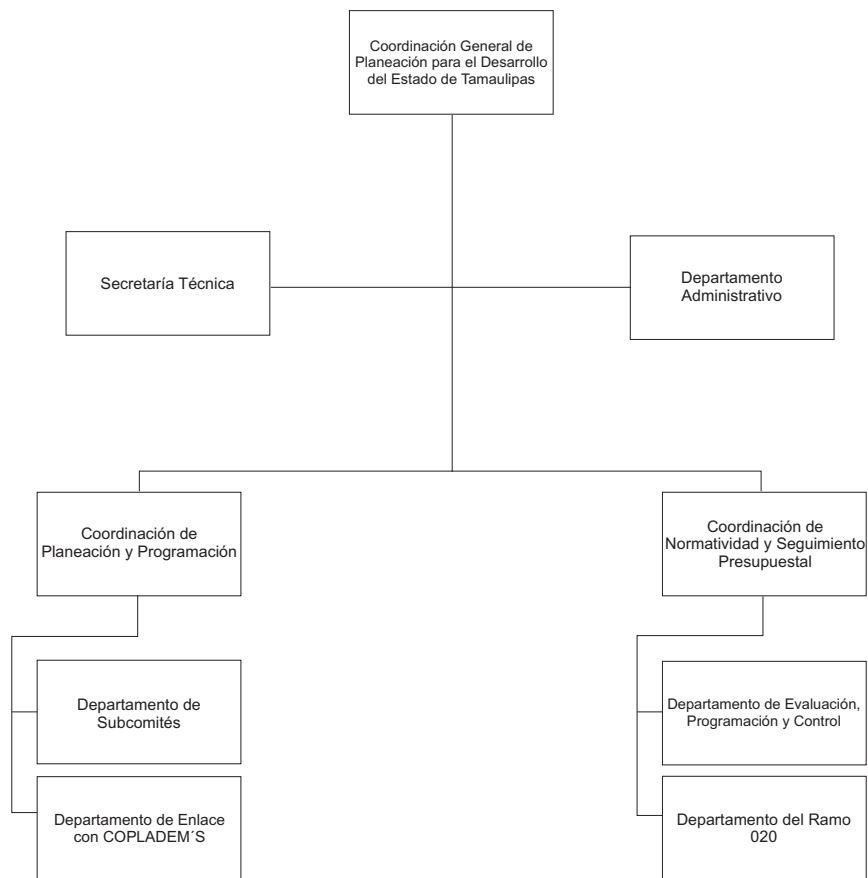 Coordinación General de
Planeación para el Desarrollo
del Estado de Tamaulipas
Secretaría Técnica
Departamento
Administrativo
Coordinación de
Planeación y Programación
Coordinación de
Normatividad y Seguimiento
Presupuestal
Departamento de
Subcomités
Departamento de Evaluación,
Programación y Control
Departamento de Enlace
con COPLADEM´S
Departamento del Ramo
020